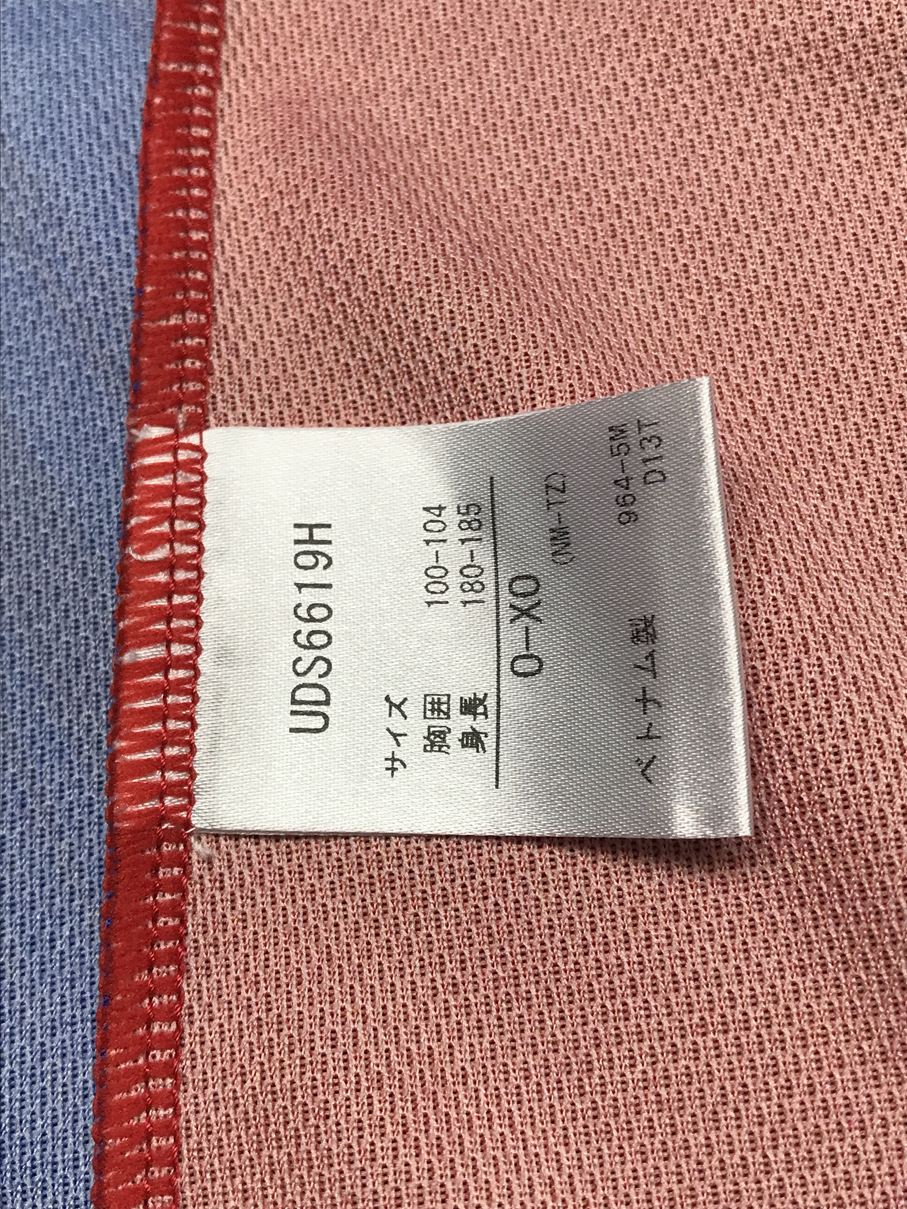 UDS6619H
サイズ
胸囲 100-104
身長 180-185
O-XO
(NM-TZ)
ベトナム製 964-5M
D13T